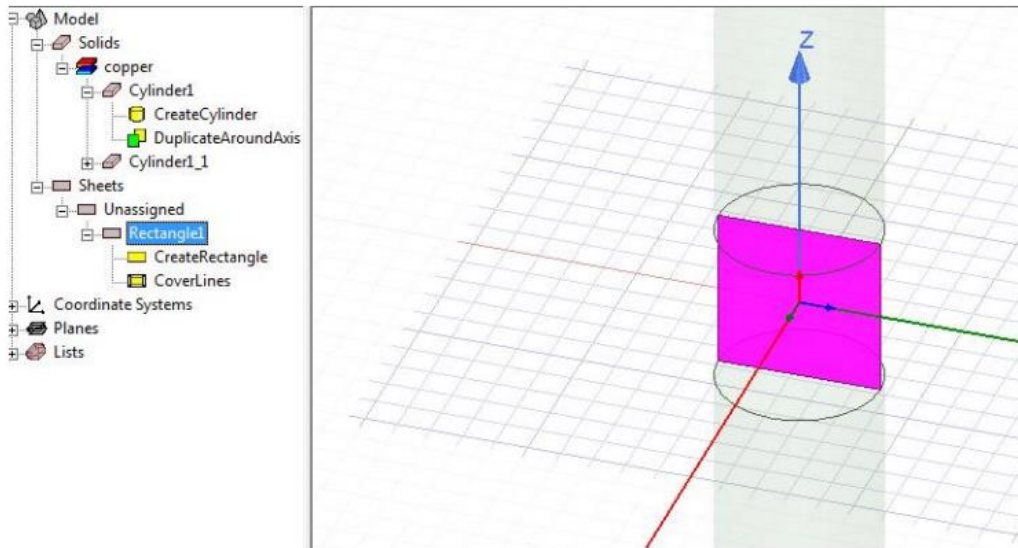 Model
Solids
copper
Cylinder1
CreateCylinder
DuplicateAroundAxis
Cylinder1_1
Sheets
Unassigned
Rectangle1
CreateRectangle
CoverLines
Coordinate Systems
Planes
Lists
Z